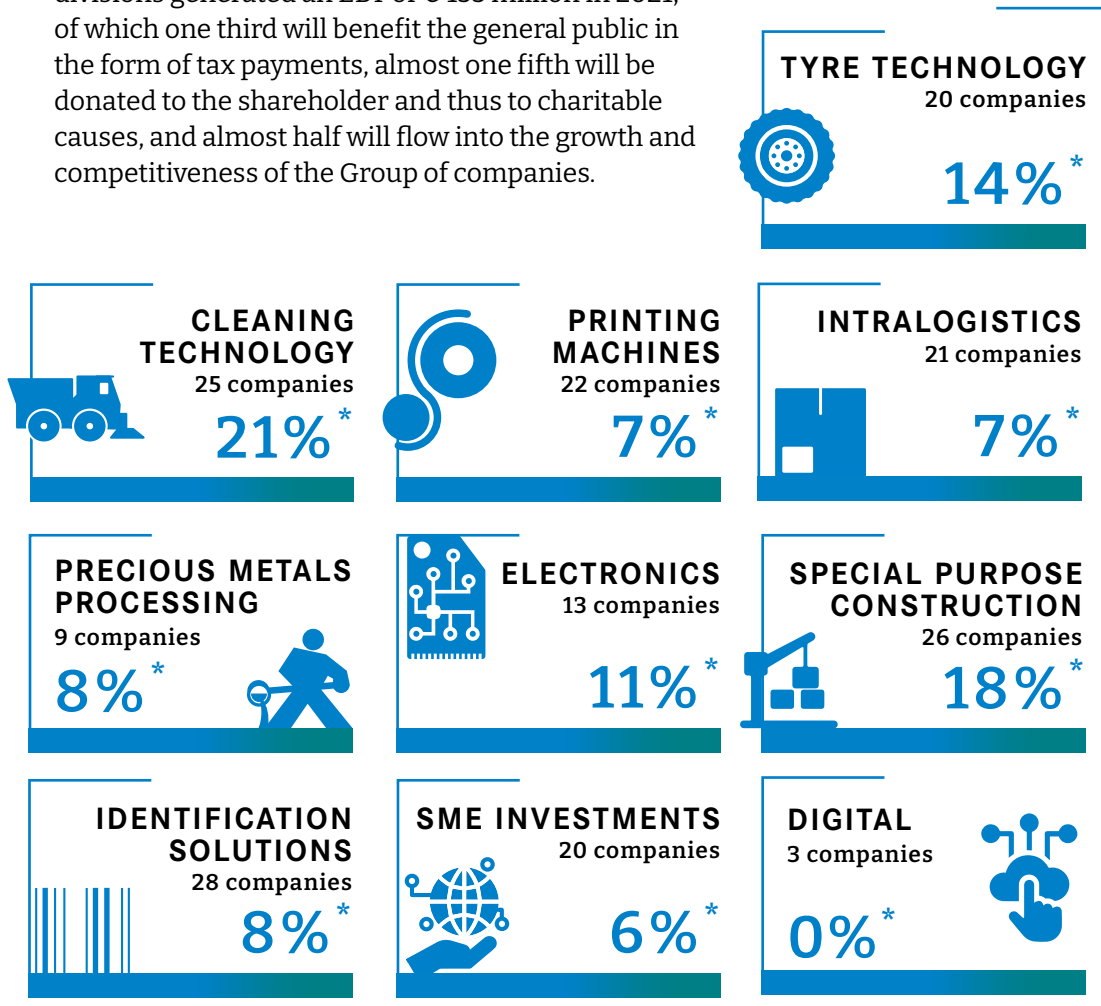 of which one third will benefit the general public in
the form of tax payments, almost one fifth will be
donated to the shareholder and thus to charitable
causes, and almost half will flow into the growth and
competitiveness of the Group of companies.
TYRE TECHNOLOGY
20 companies
14%*
CLEANING
TECHNOLOGY
25 companies
21%*
PRINTING
MACHINES
22 companies
7%*
INTRALOGISTICS
21 companies
7%*
PRECIOUS METALS
PROCESSING
9 companies
8%*
ELECTRONICS
13 companies
11%*
SPECIAL PURPOSE
CONSTRUCTION
26 companies
18%*
IDENTIFICATION
SOLUTIONS
28 companies
8%*
SME INVESTMENTS
20 companies
6%*
DIGITAL
3 companies
0%*